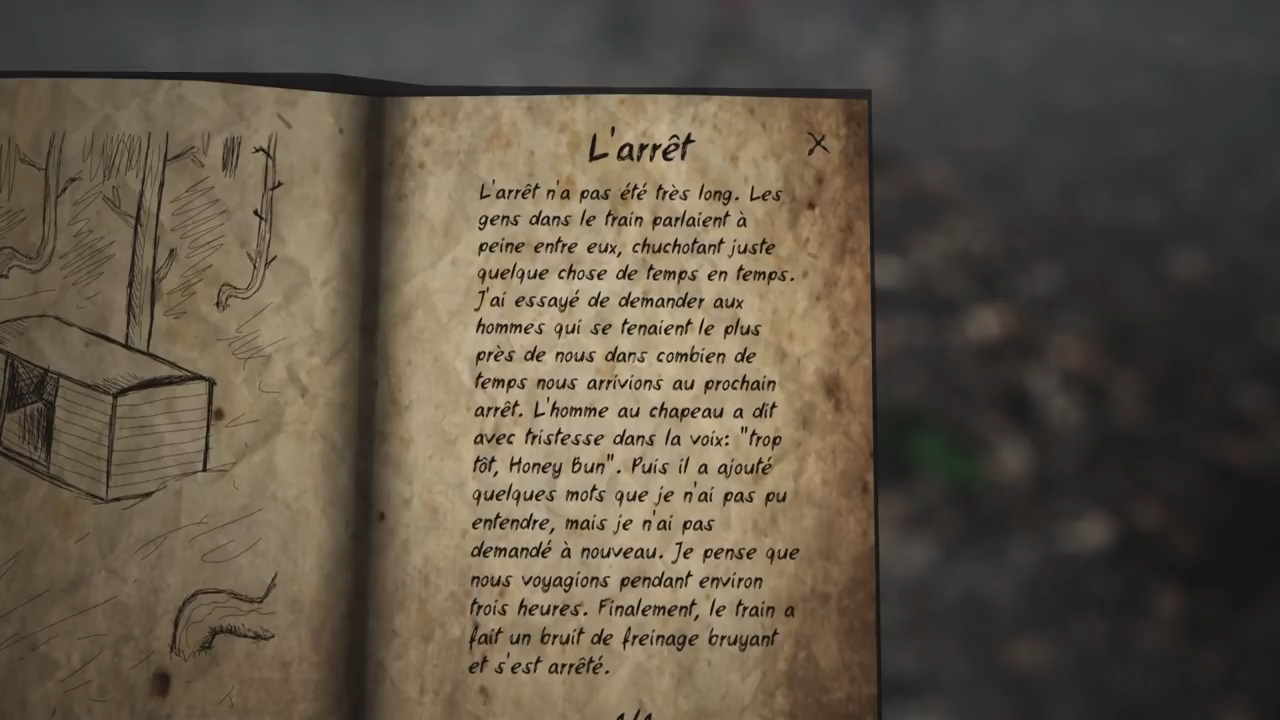 L'arrêt
X
L'arrêt n'a pas été très long. Les
gens dans le train parlaient à
peine entre eux, chuchotant juste
quelque chose de temps en temps.
J'ai essayé de demander aux
hommes qui se tenaient le plus
près de nous dans combien de
temps nous arrivions au prochain
arrêt. L'homme au chapeau a dit
avec tristesse dans la voix: "trop
tôt, Honey Bun". Puis il a ajouté
quelques mots que je n'ai pas pu
entendre, mais je n'ai pas
demandé à nouveau. Je pense que
nous voyagions pendant environ
trois heures. Finalement, le train a
fait un bruit de freinage bruyant
et s'est arrêté.